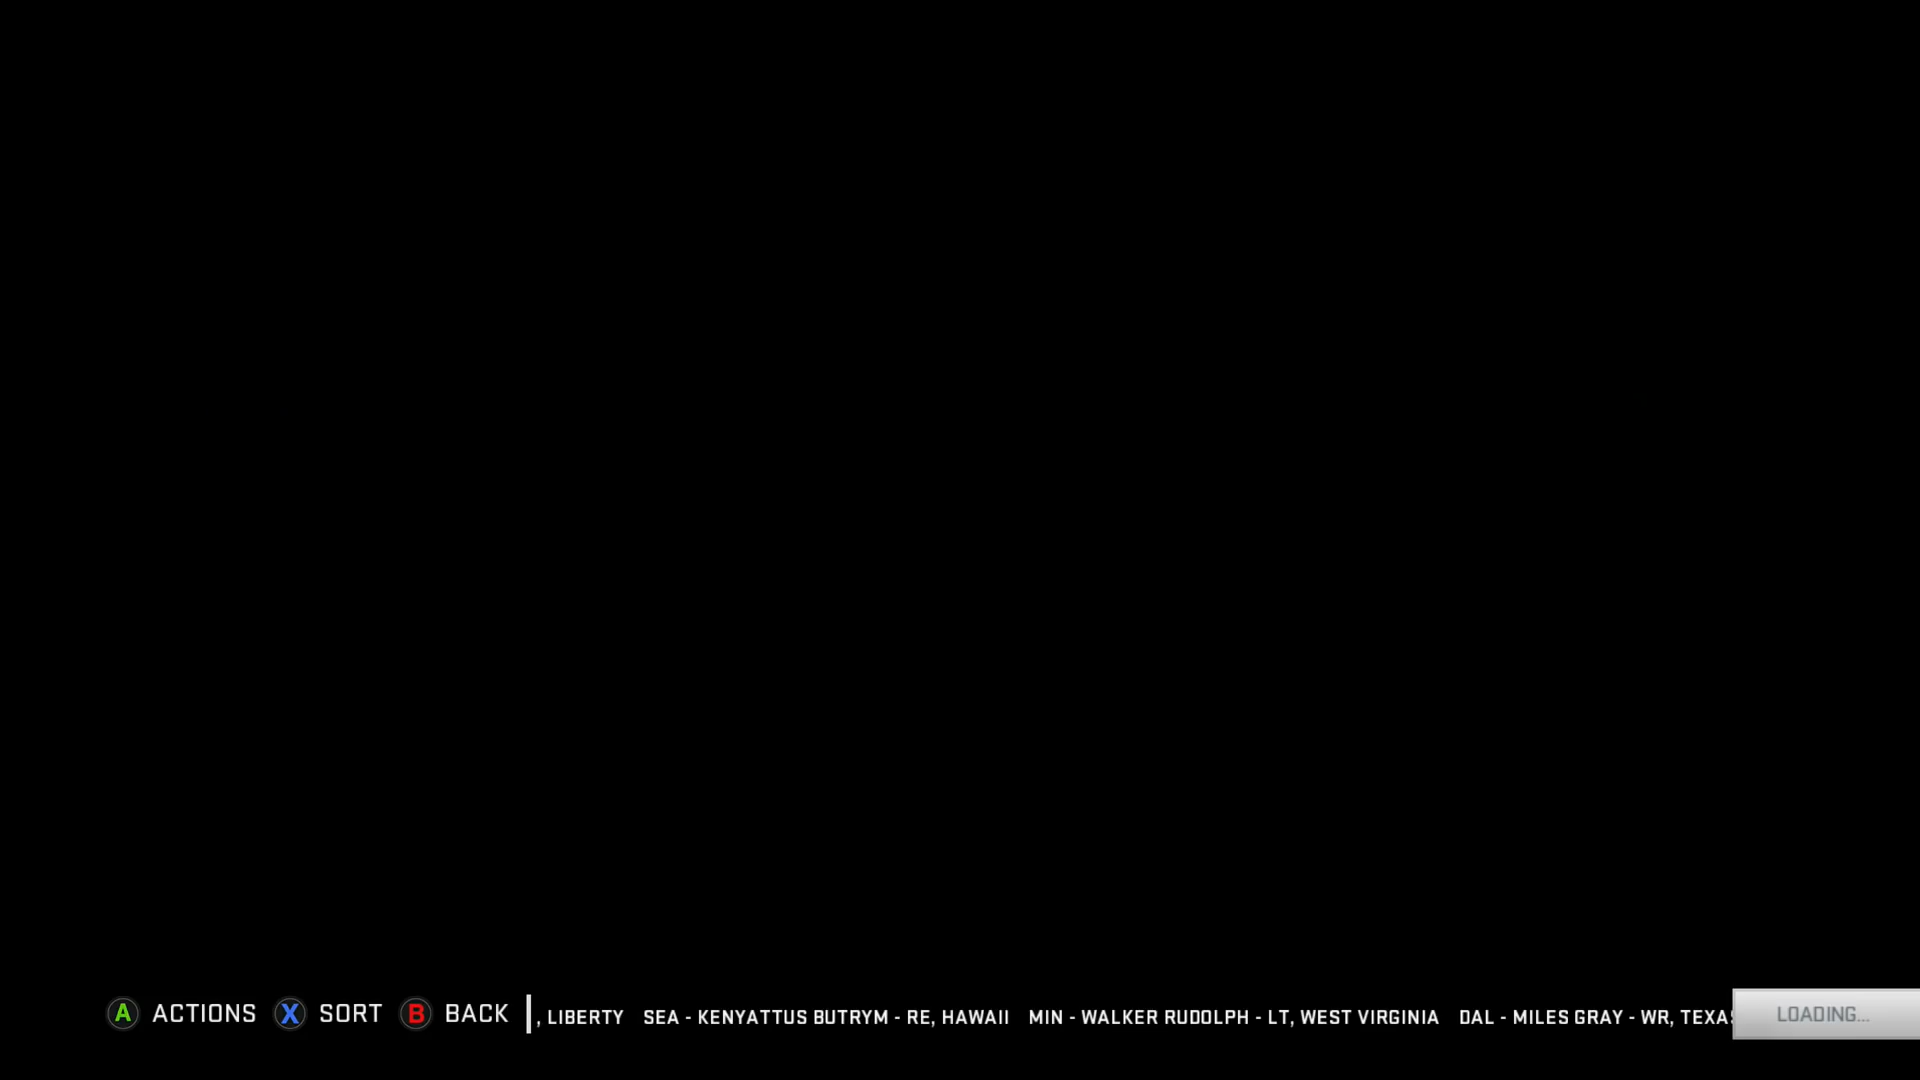 A ACTIONS X SORT B BACK , LIBERTY SEA - KENYATTUS BUTRYM - RE, HAWAII MIN - WALKER RUDOLPH - LT, WEST VIRGINIA DAL - MILES GRAY - WR, TEXAS LOADING...